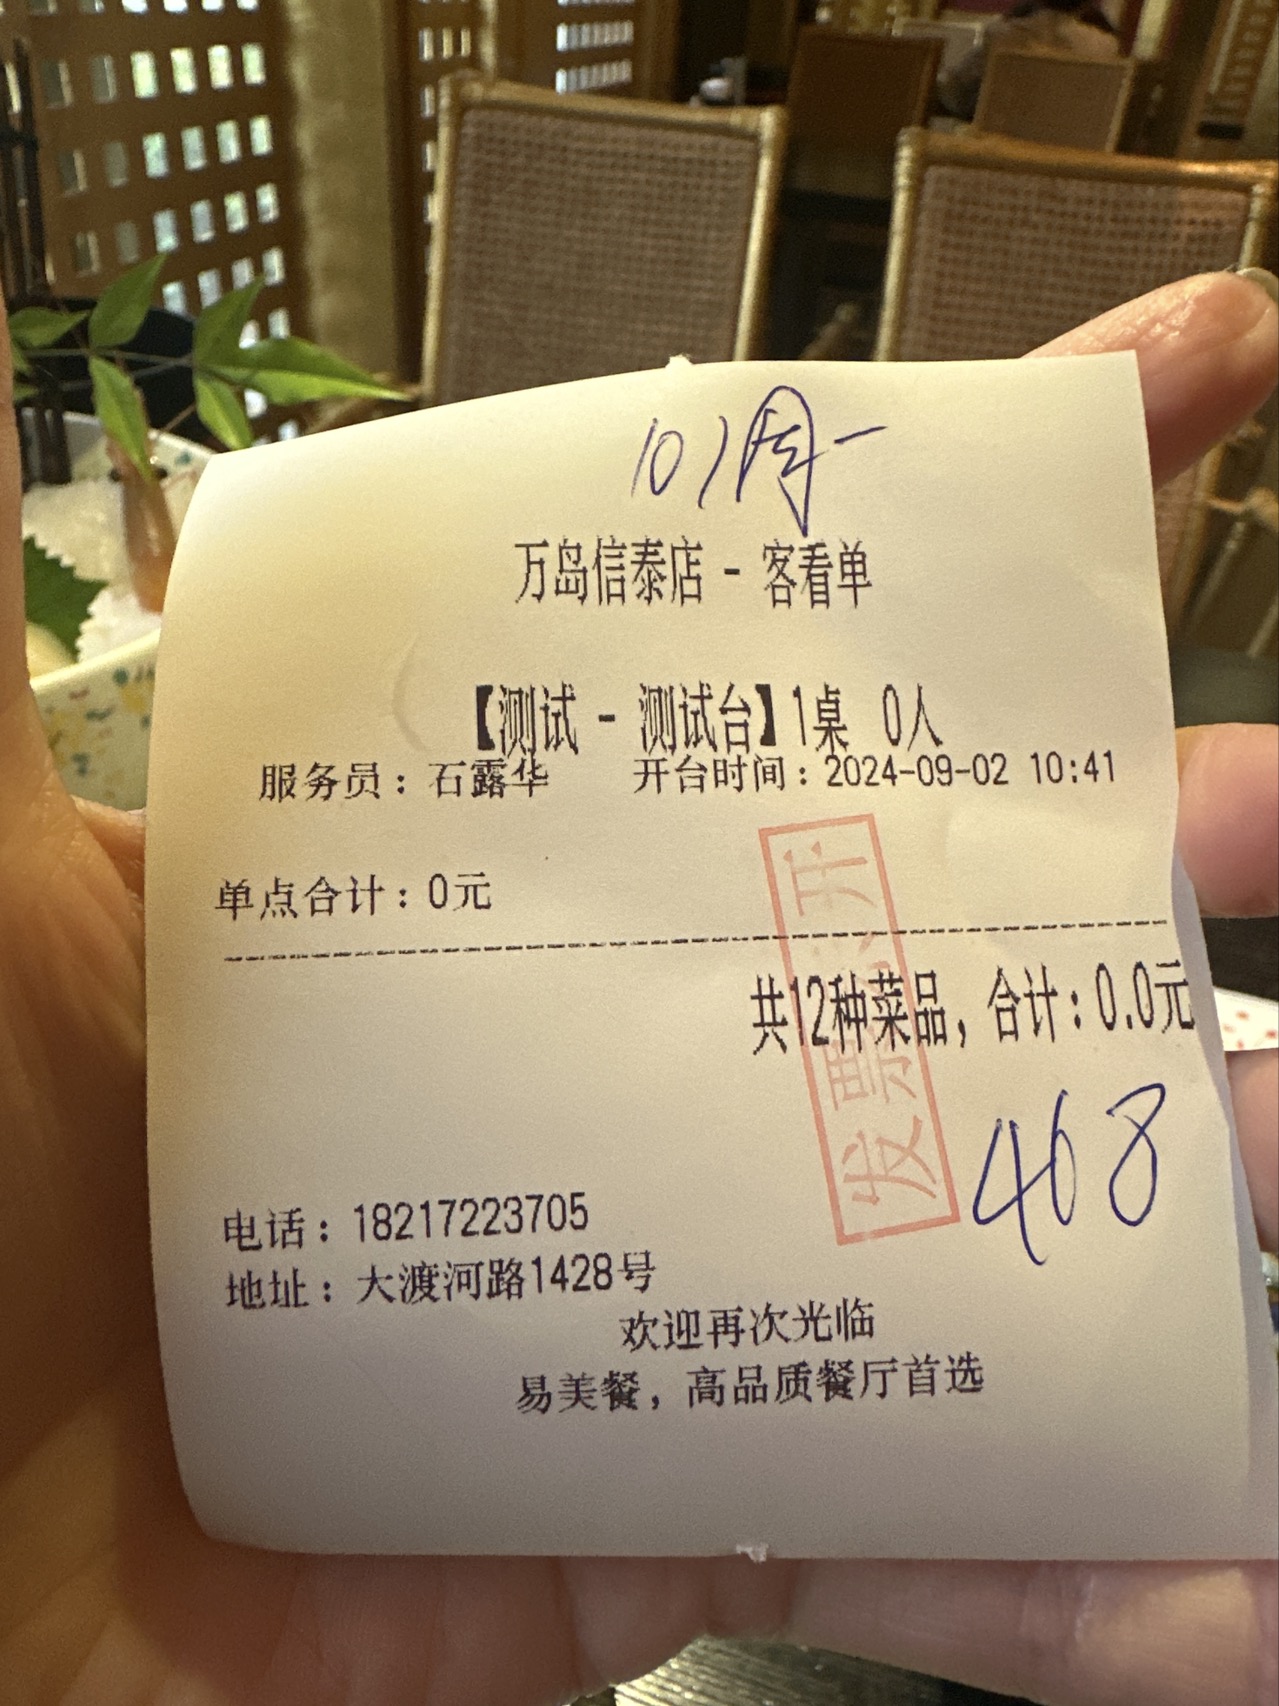 101周一
万岛信泰店 - 客看单
【测试 - 测试台】1桌 0人
服务员：石露华 开台时间：2024-09-02 10:41
单点合计：0元
共12种菜品，合计：0.0元
468
电话：18217223705
地址：大渡河路1428号
欢迎再次光临
易美餐，高品质餐厅首选